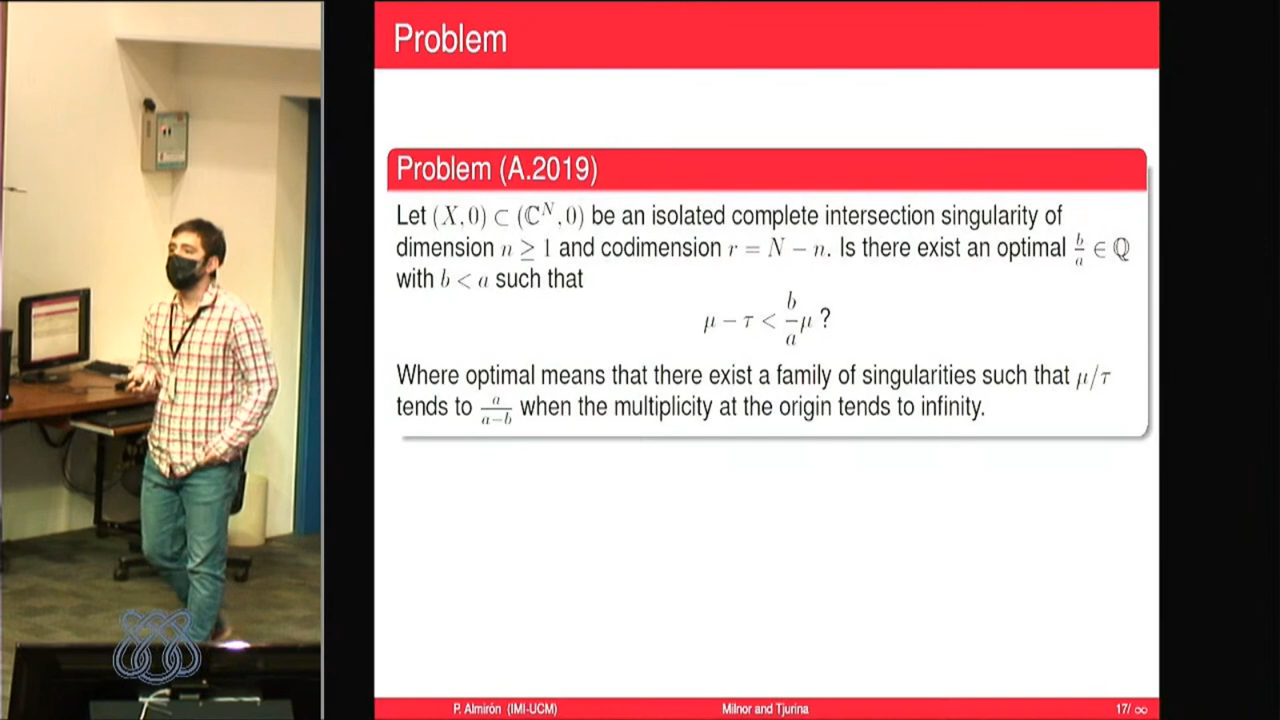 Problem
Problem (A.2019)
Let (X, 0) ⊂ (ℂ^N, 0) be an isolated complete intersection singularity of
dimension n ≥ 1 and codimension r = N − n. Is there exist an optimal b/a ∈ ℚ
with b < a such that
μ − τ < b/a μ ?
Where optimal means that there exist a family of singularities such that μ/τ
tends to a/(a−b) when the multiplicity at the origin tends to infinity.
P. Almirón (IMI-UCM) Milnor and Tjurina 17/ ∞